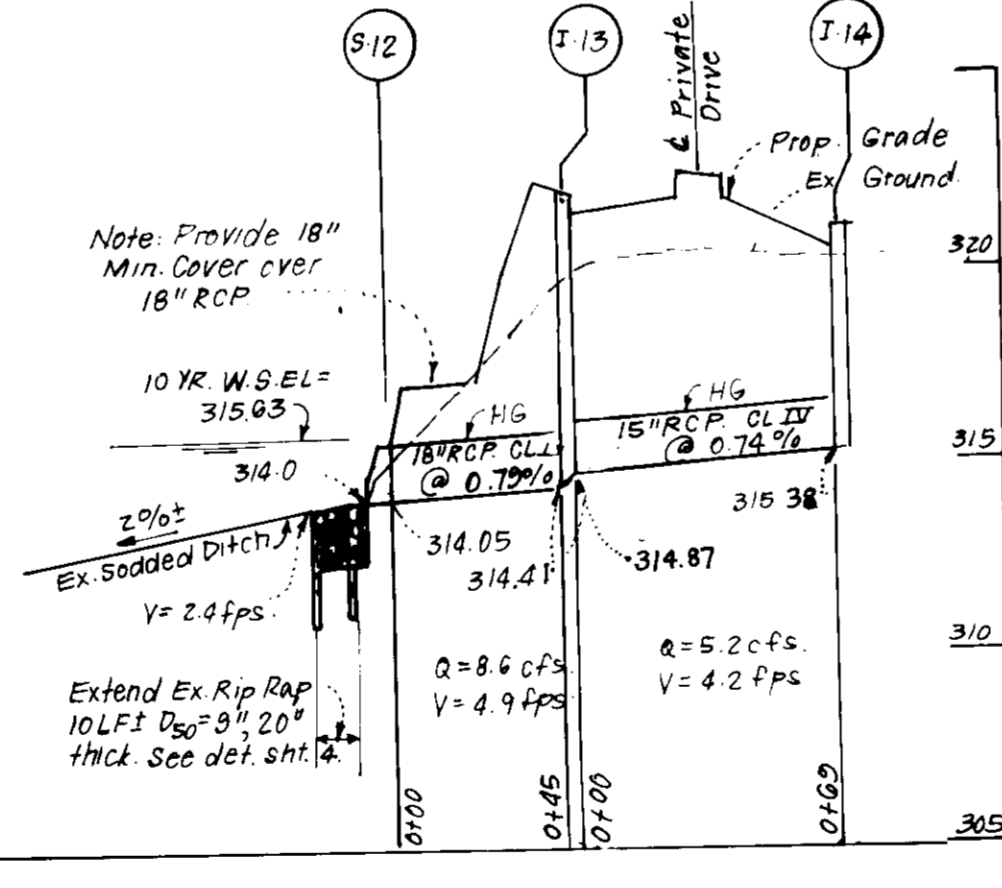 S-12
I-13
I-14
℄ Private
Drive
Prop. Grade
Ex Ground.
Note: Provide 18"
Min. Cover over
18" RCP
10 YR. W.S.EL=
315.63
HG
HG
18"RCP. CL
@ 0.79%
15"RCP. CL IV
@ 0.74%
320
315
310
305
314.0
2%±
Ex. Sodded Ditch
V= 2.4 fps.
314.05
314.41
314.87
315 38
Q = 8.6 cfs.
V = 4.9 fps
Q = 5.2 cfs.
V = 4.2 fps
Extend Ex. Rip Rap
10 LF± D50= 9", 20"
thick. see det. sht. 4.
0+00
0+45
0+00
0+69